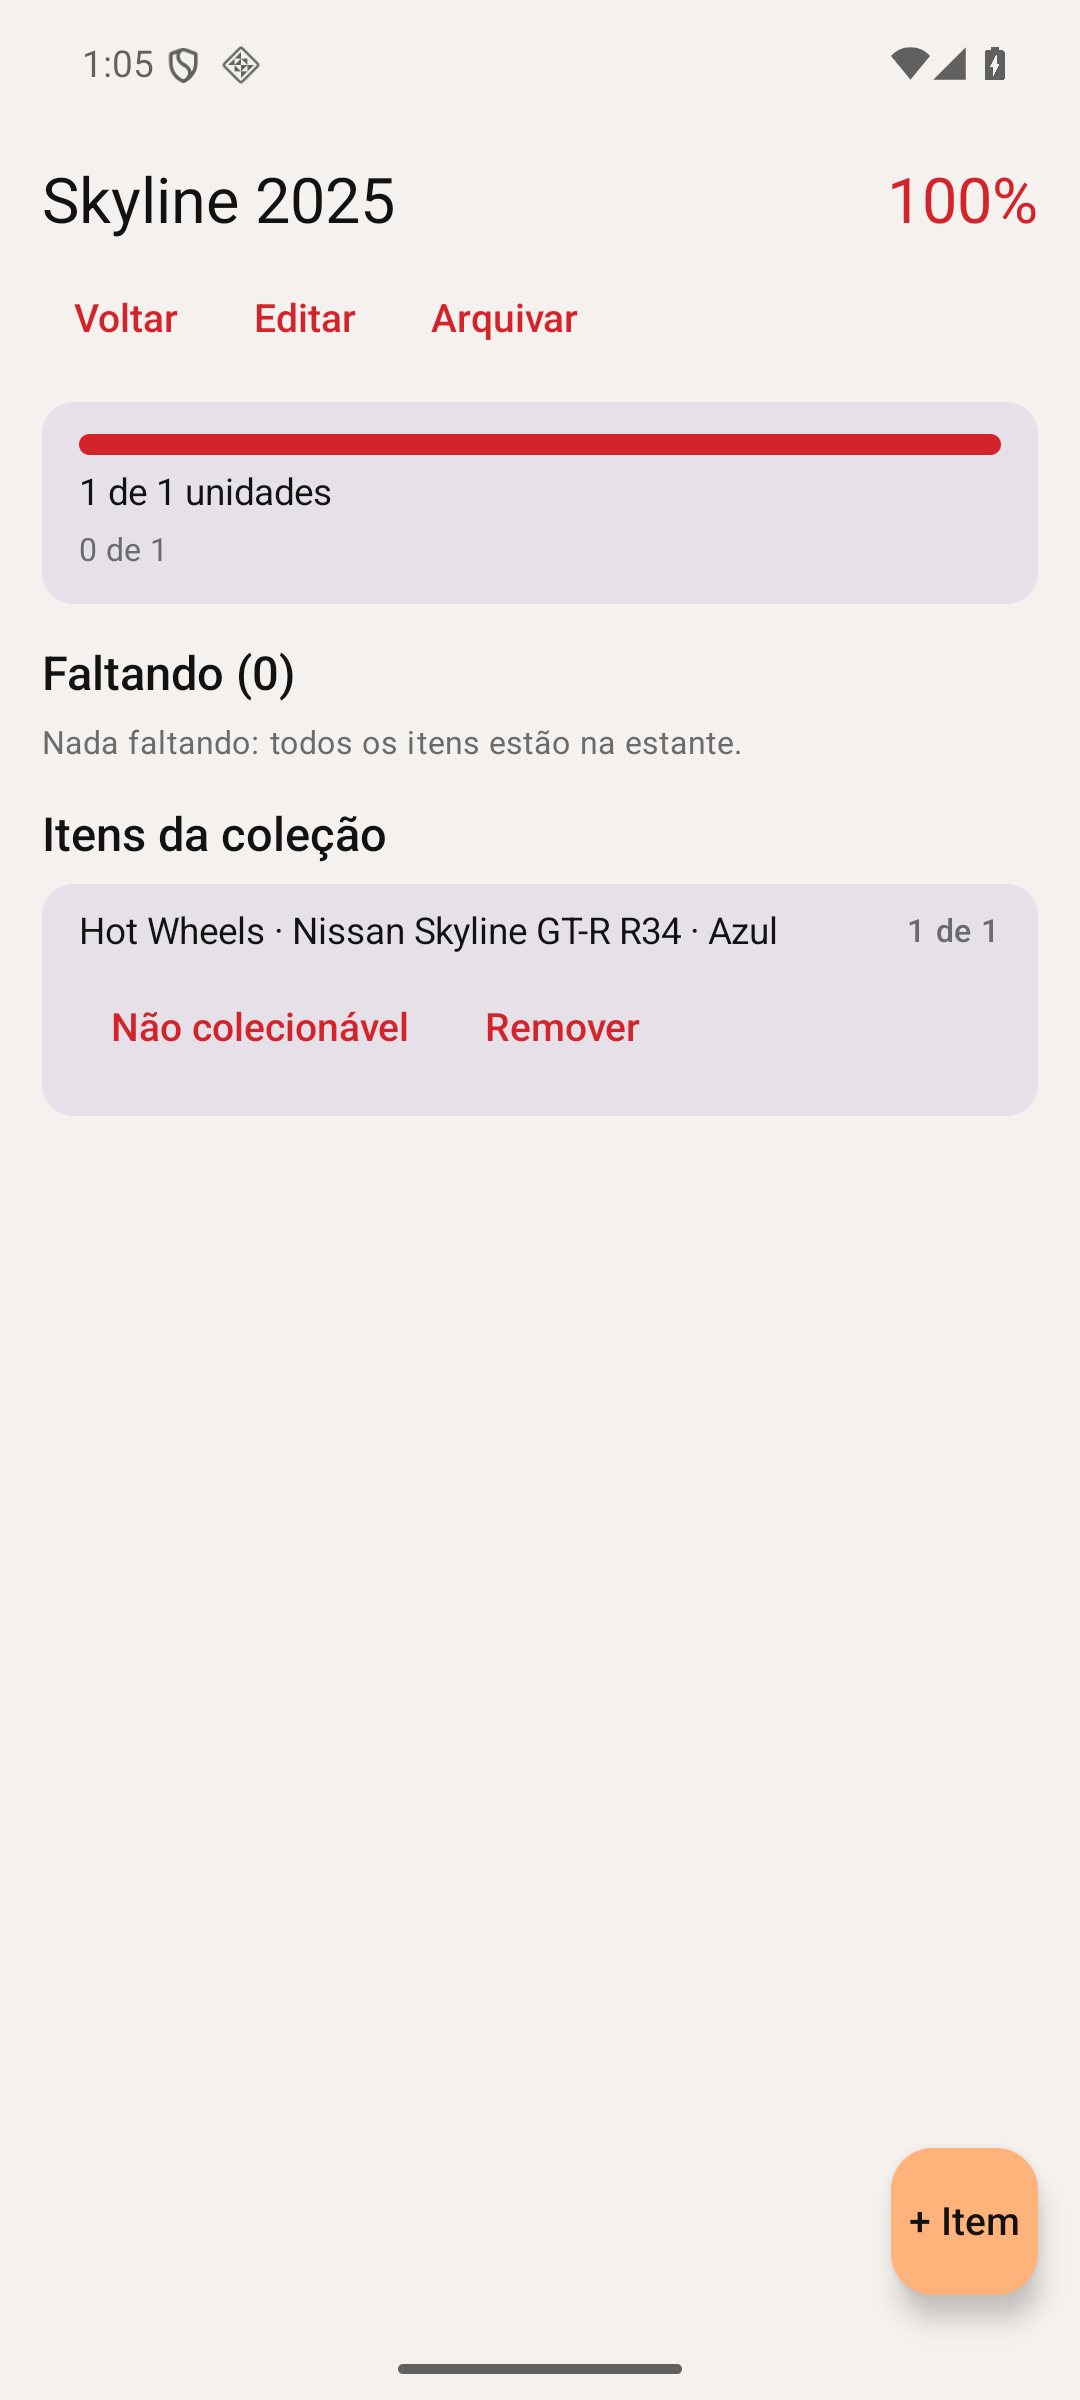 1:05
Skyline 2025
100%
Voltar Editar Arquivar
1 de 1 unidades
0 de 1
Faltando (0)
Nada faltando: todos os itens estão na estante.
Itens da coleção
Hot Wheels · Nissan Skyline GT-R R34 · Azul
1 de 1
Não colecionável Remover
+ Item